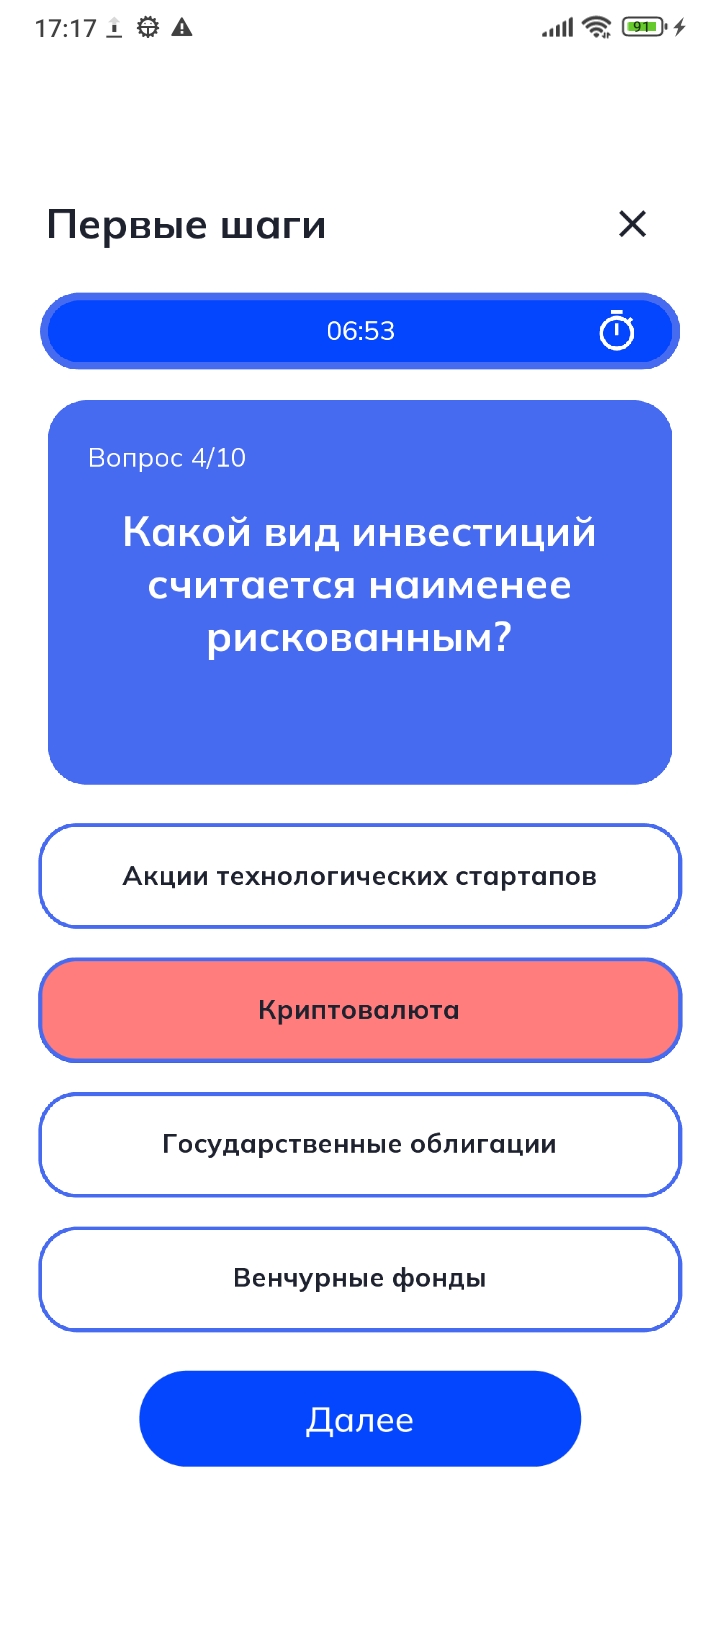 17:17
91
Первые шаги
06:53
Вопрос 4/10
Какой вид инвестиций
считается наименее
рискованным?
Акции технологических стартапов
Криптовалюта
Государственные облигации
Венчурные фонды
Далее